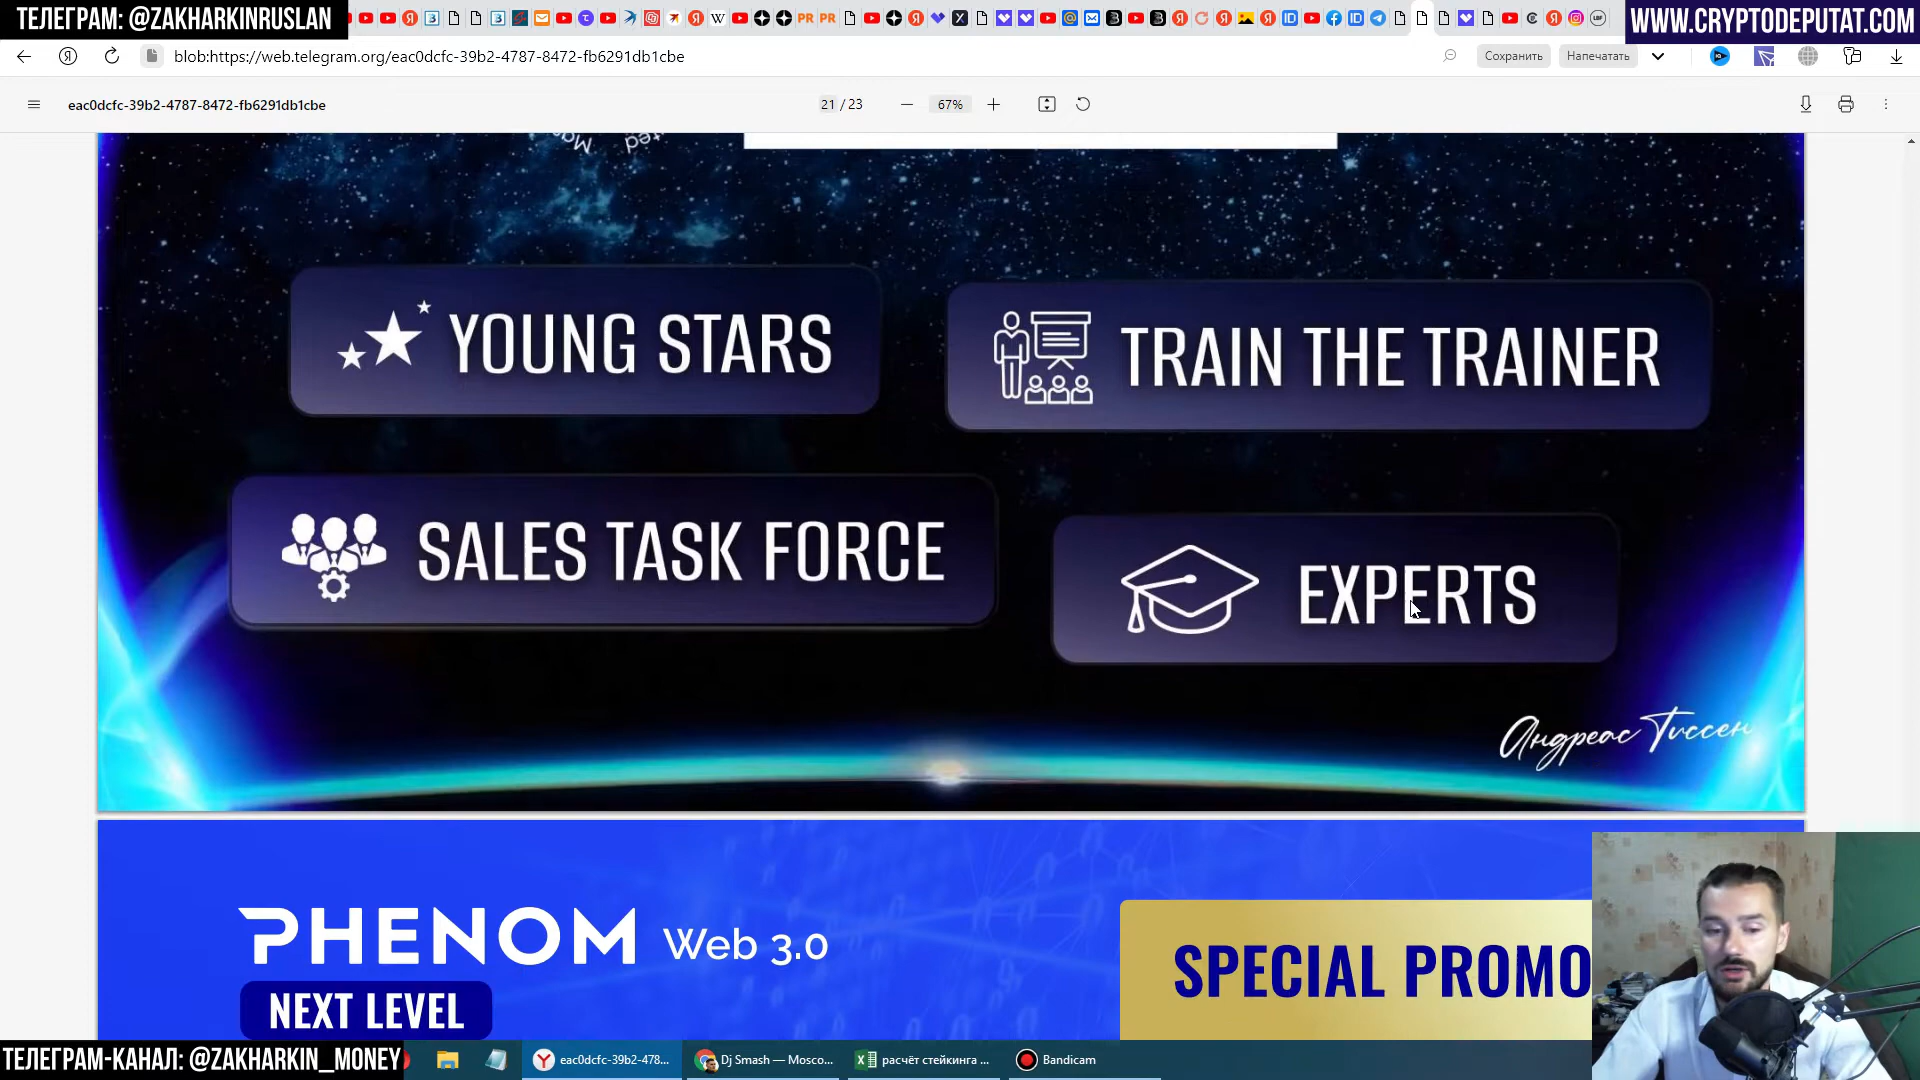 ТЕЛЕГРАМ: @ZAKHARKINRUSLAN
WWW.CRYPTODEPUTAT.COM
blob:https://web.telegram.org/eac0dcfc-39b2-4787-8472-fb6291db1cbe
Сохранить
Напечатать
eac0dcfc-39b2-4787-8472-fb6291db1cbe
21 / 23
67%
YOUNG STARS
TRAIN THE TRAINER
SALES TASK FORCE
EXPERTS
Андреас Тиссен
PHENOM Web 3.0
NEXT LEVEL
SPECIAL PROMO
ТЕЛЕГРАМ-КАНАЛ: @ZAKHARKIN_MONEY
eac0dcfc-39b2-478...
Dj Smash — Mosco...
расчёт стейкинга ...
Bandicam